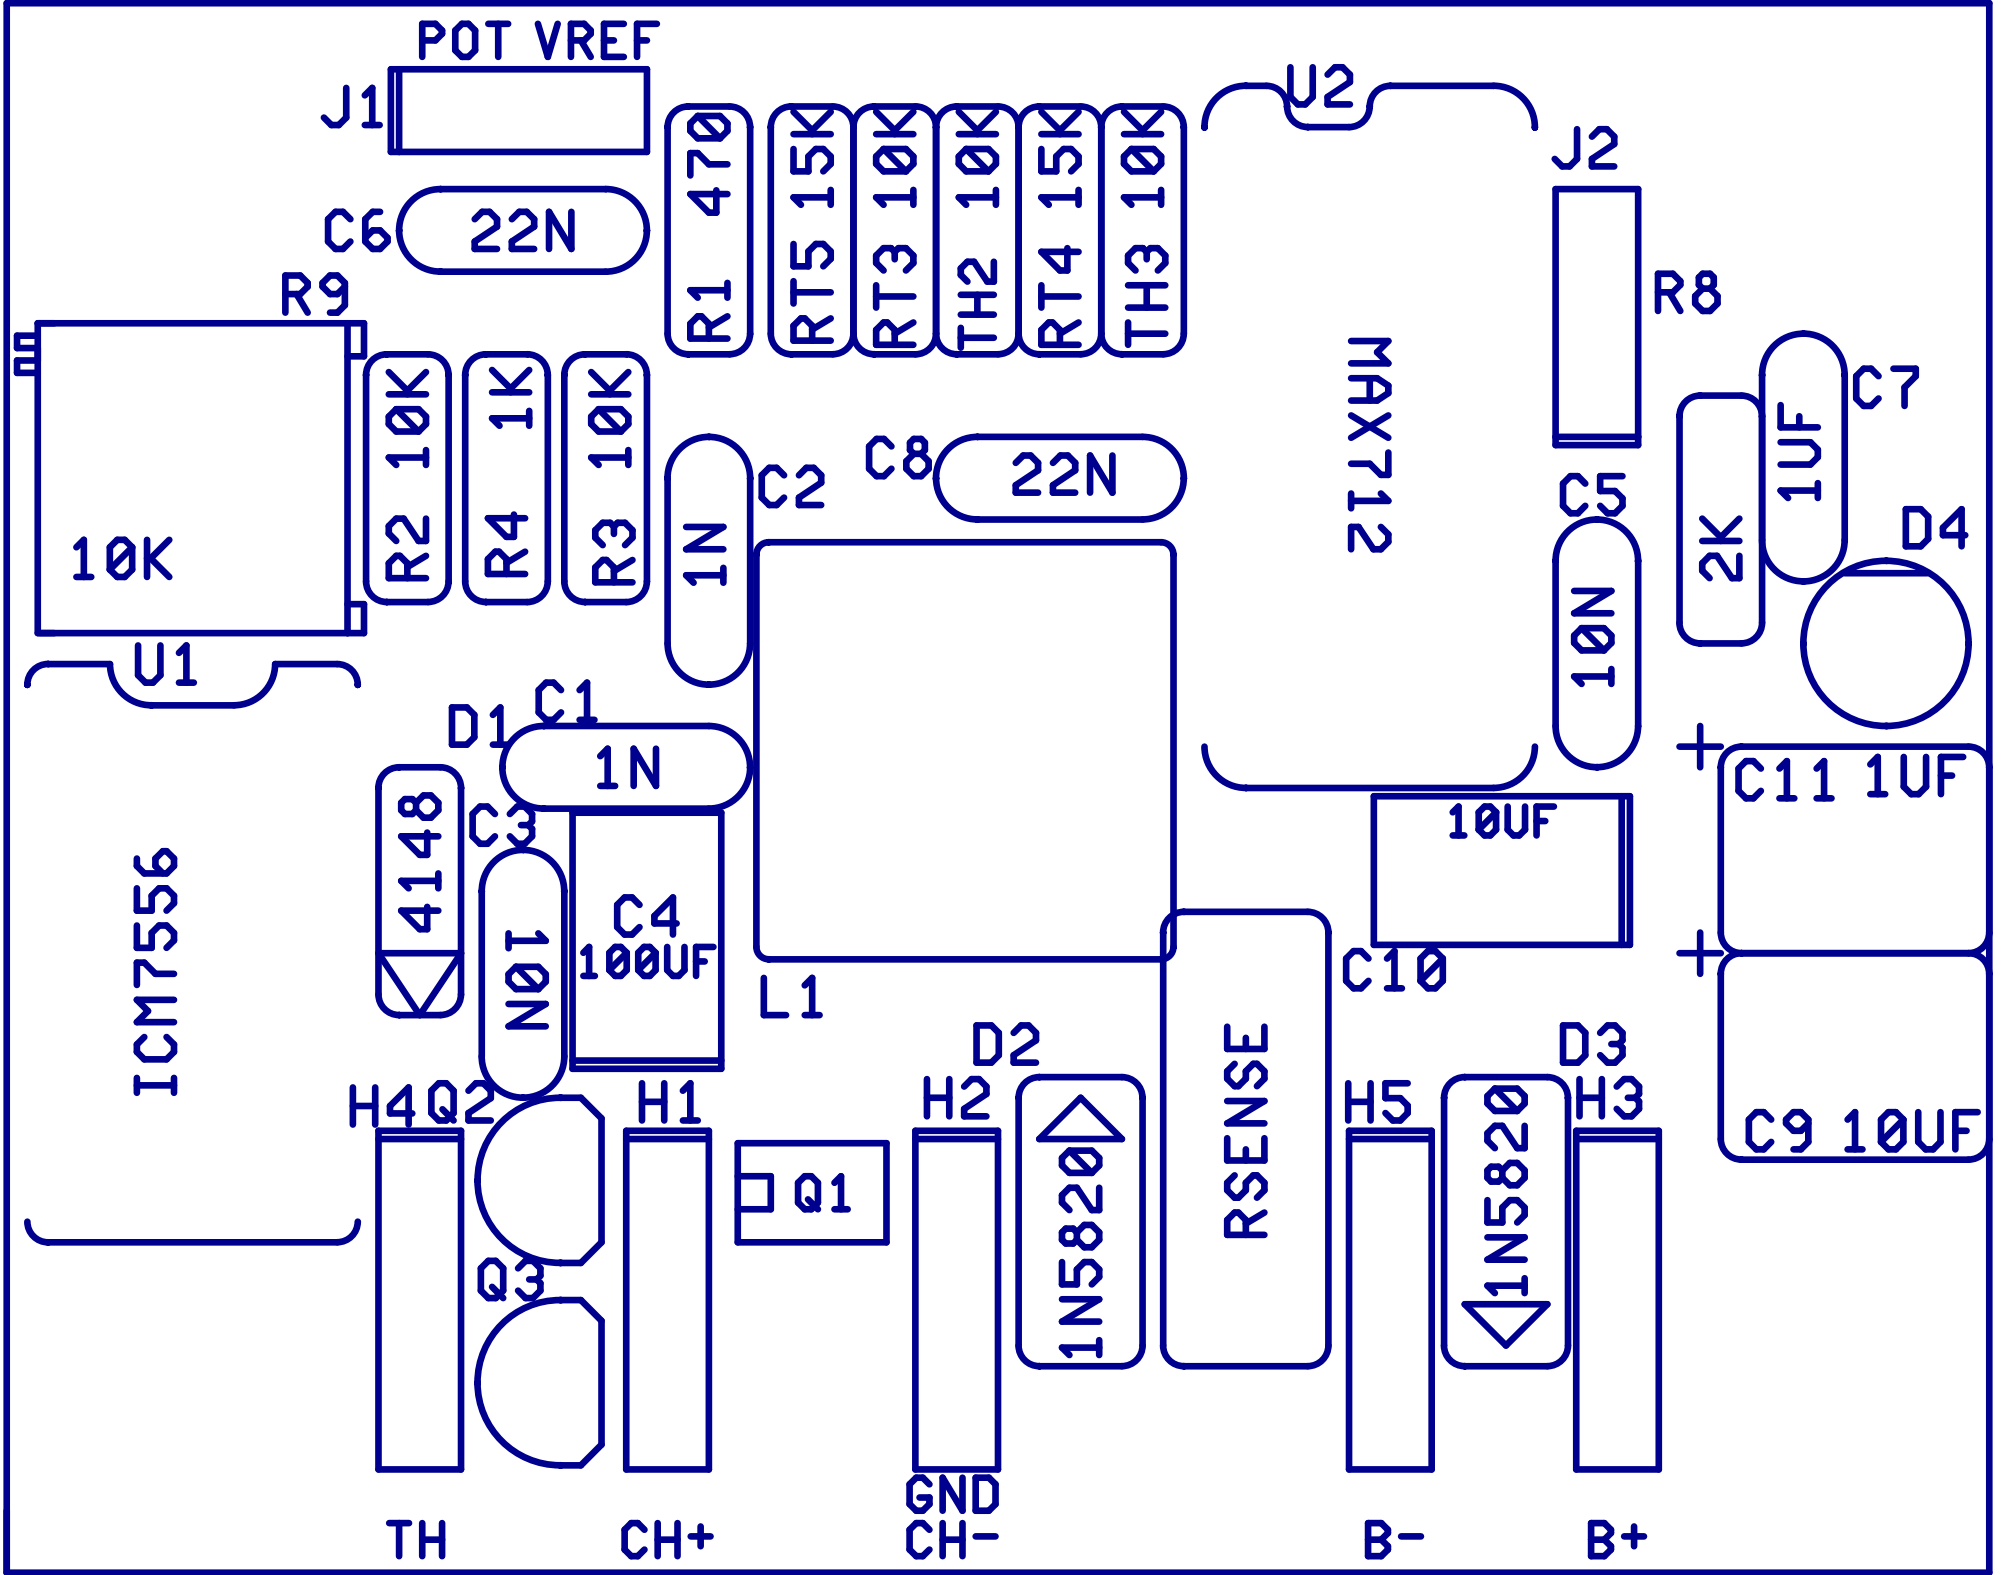 POT VREF
J1
U2
J2
C6
22N
R1 470
RT5 15K
RT3 10K
TH2 10K
RT4 15K
TH3 10K
R9
R8
10K
R2 10K
R4 1K
R3 10K
1N
C2
C8
22N
MAX712
C5
10N
2K
1UF
C7
D4
U1
D1
C1
1N
C3
4148
10N
C4
100UF
L1
ICM7556
10UF
C10
C11 1UF
C9 10UF
D2
D3
H4
Q2
H1
H2
H5
H3
Q1
Q3
1N5820
RSENSE
1N5820
TH
CH+
GND
CH-
B-
B+